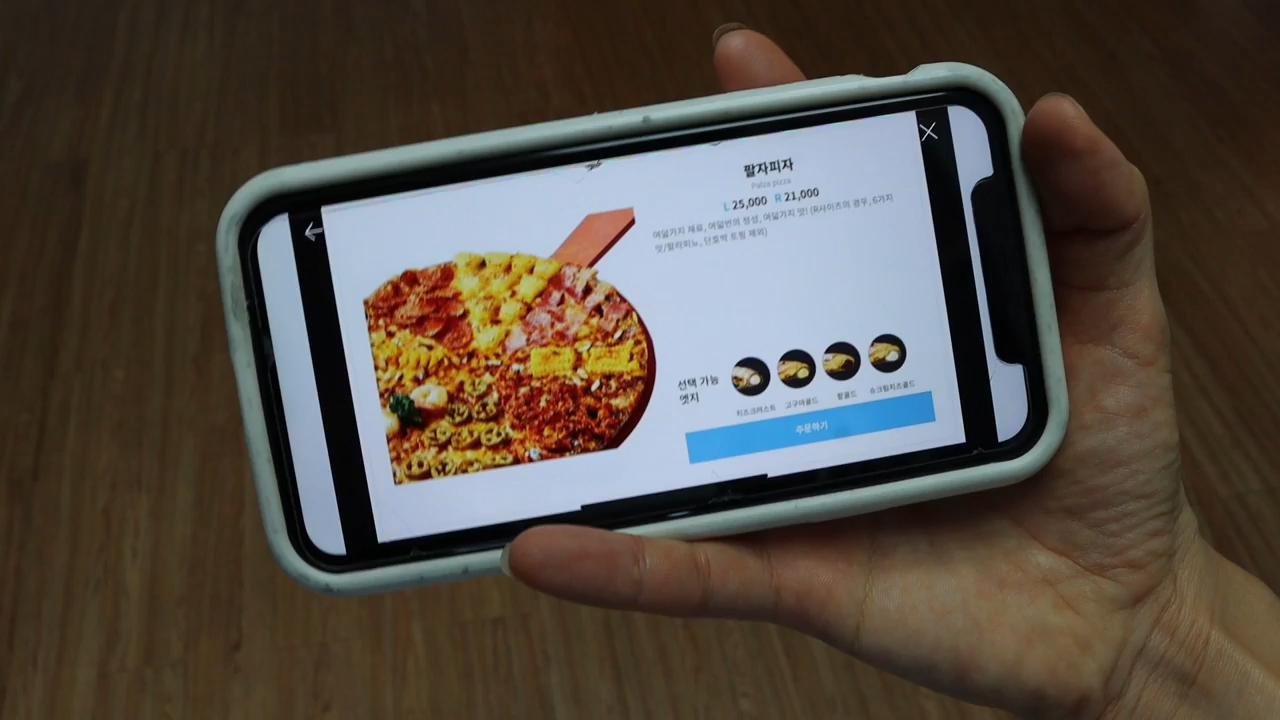 팔자피자
Palza pizza
L 25,000 R 21,000
여덟가지 재료, 여덟번의 정성, 여덟가지 맛! (R사이즈의 경우, 6가지
맛/할라피뇨, 단호박 토핑 제외)
선택 가능
엣지
치즈크러스트 고구마골드 팥골드 슈크림치즈골드
주문하기